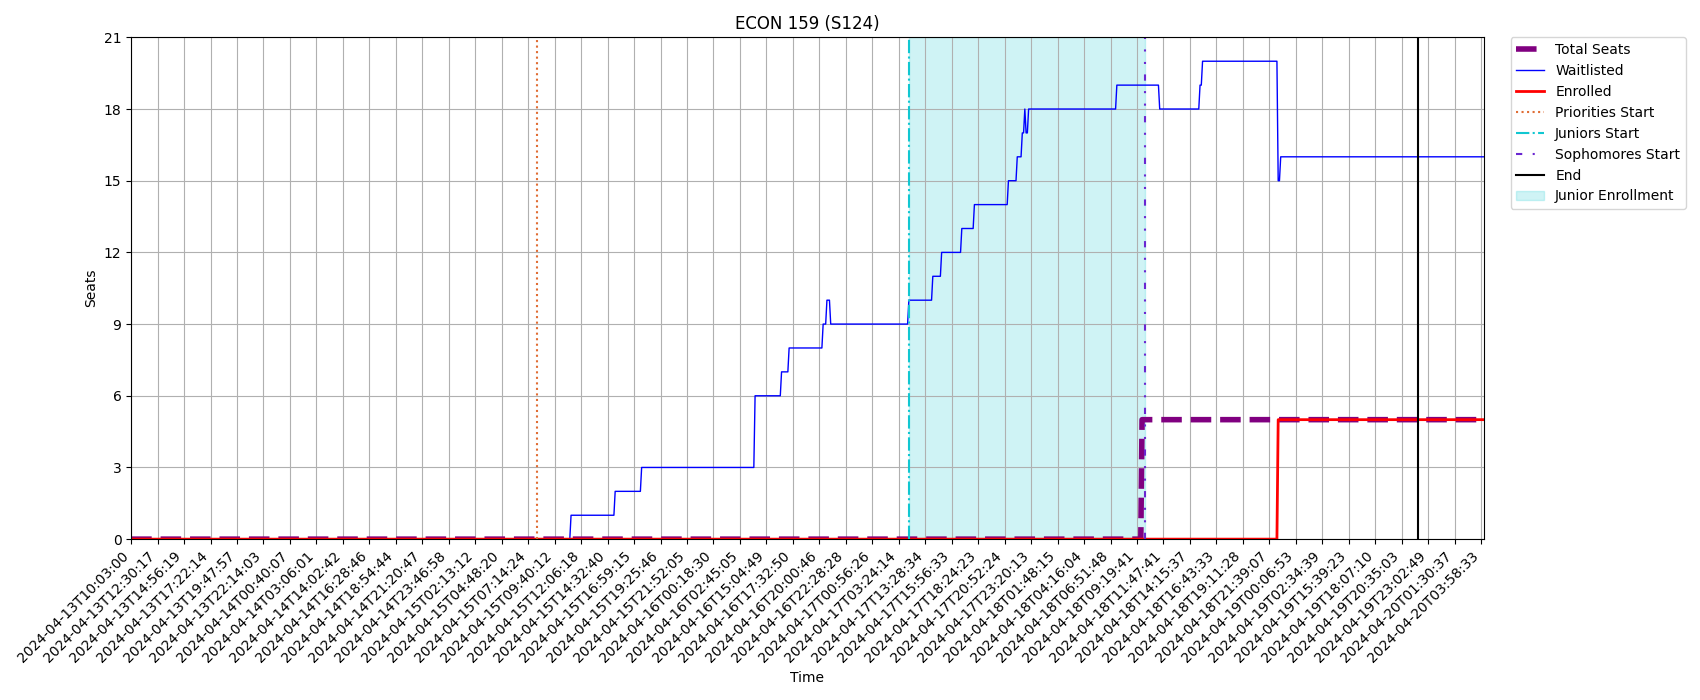 ECON 159 (S124)
21
18
15
12
9
6
3
0
Seats
Total Seats
Waitlisted
Enrolled
Priorities Start
Juniors Start
Sophomores Start
End
Junior Enrollment
2024-04-13T10:03:00
2024-04-13T12:30:17
2024-04-13T14:56:19
2024-04-13T17:22:14
2024-04-13T19:47:57
2024-04-13T22:14:03
2024-04-14T00:40:07
2024-04-14T03:06:01
2024-04-14T14:02:42
2024-04-14T16:28:46
2024-04-14T18:54:44
2024-04-14T21:20:47
2024-04-14T23:46:58
2024-04-15T02:13:12
2024-04-15T04:48:20
2024-04-15T07:14:24
2024-04-15T09:40:12
2024-04-15T12:06:18
2024-04-15T14:32:40
2024-04-15T16:59:15
2024-04-15T19:25:46
2024-04-15T21:52:05
2024-04-16T00:18:30
2024-04-16T02:45:05
2024-04-16T15:04:49
2024-04-16T17:32:50
2024-04-16T20:00:46
2024-04-16T22:28:28
2024-04-17T00:56:26
2024-04-17T03:24:14
2024-04-17T13:28:34
2024-04-17T15:56:33
2024-04-17T18:24:23
2024-04-17T20:52:24
2024-04-17T23:20:13
2024-04-18T01:48:15
2024-04-18T04:16:04
2024-04-18T06:51:48
2024-04-18T09:19:41
2024-04-18T11:47:41
2024-04-18T14:15:37
2024-04-18T16:43:33
2024-04-18T19:11:28
2024-04-18T21:39:07
2024-04-19T00:06:53
2024-04-19T02:34:39
2024-04-19T15:39:23
2024-04-19T18:07:10
2024-04-19T20:35:03
2024-04-19T23:02:49
2024-04-20T01:30:37
2024-04-20T03:58:33
Time